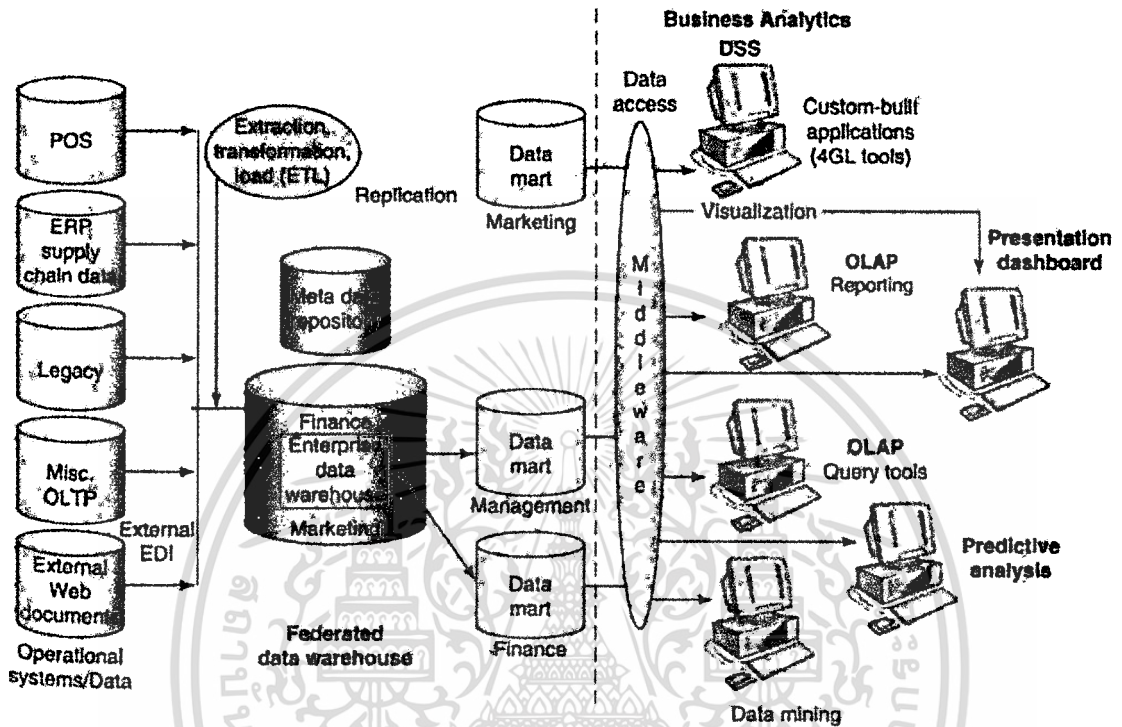 Business Analytics
DSS
Data
access
Custom-built
applications
(4GL tools)
POS
Extraction,
transformation,
load (ETL)
Replication
Data
mart
Marketing
Visualization
Presentation
dashboard
ERP
supply
chain data
Meta data
OLAP
Reporting
Middleware
Legacy
Finance
Enterprise
data
warehouse
Marketing
Data
mart
Management
OLAP
Query tools
Misc.
OLTP
External
EDI
External
Web
documents
Data
mart
Finance
Predictive
analysis
Operational
systems/Data
Federated
data warehouse
Data mining